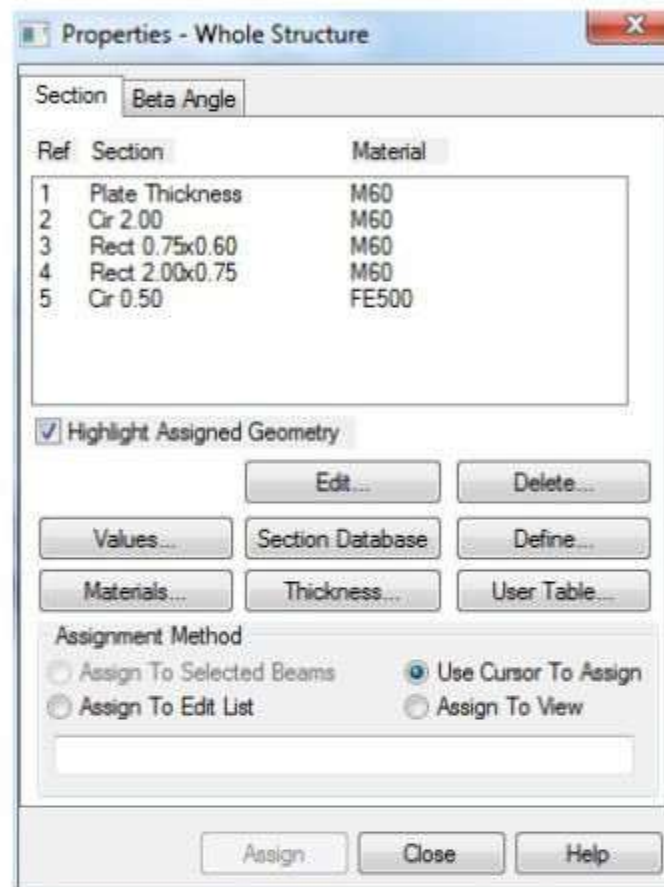 Properties - Whole Structure
Section Beta Angle
Ref Section Material
1 Plate Thickness M60
2 Cir 2.00 M60
3 Rect 0.75x0.60 M60
4 Rect 2.00x0.75 M60
5 Cir 0.50 FE500
Highlight Assigned Geometry
Edit... Delete...
Values... Section Database Define...
Materials... Thickness... User Table...
Assignment Method
Assign To Selected Beams Use Cursor To Assign
Assign To Edit List Assign To View
Assign Close Help